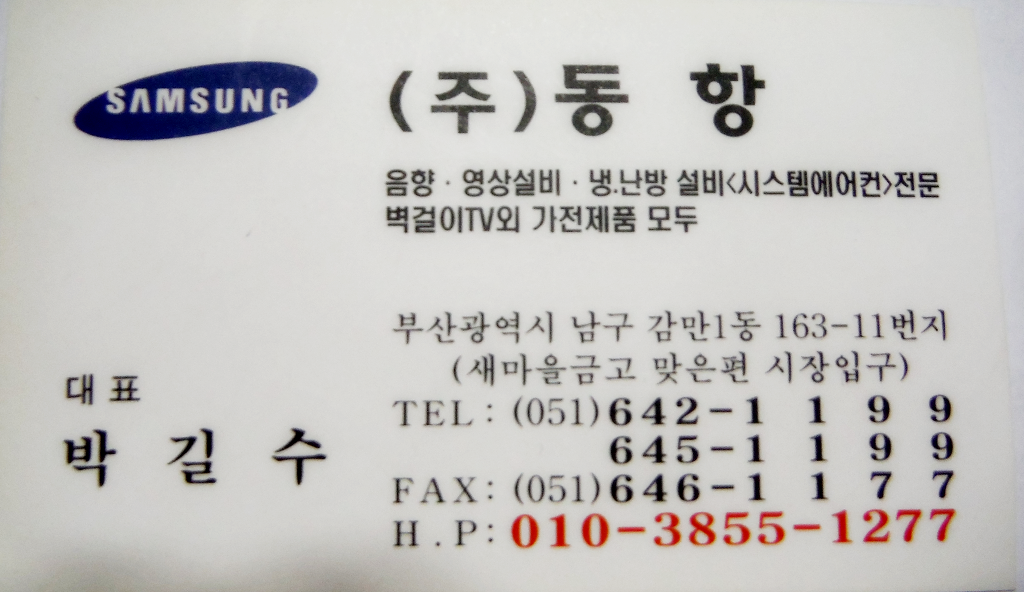 SAMSUNG
(주)동 항
음향 · 영상설비 · 냉.난방 설비<시스템에어컨>전문
벽걸이TV외 가전제품 모두
부산광역시 남구 감만1동 163-11번지
(새마을금고 맞은편 시장입구)
대 표
박 길 수
TEL: (051)642-1 1 9 9
645-1 1 9 9
FAX: (051)646-1 1 7 7
H.P: 010-3855-1277